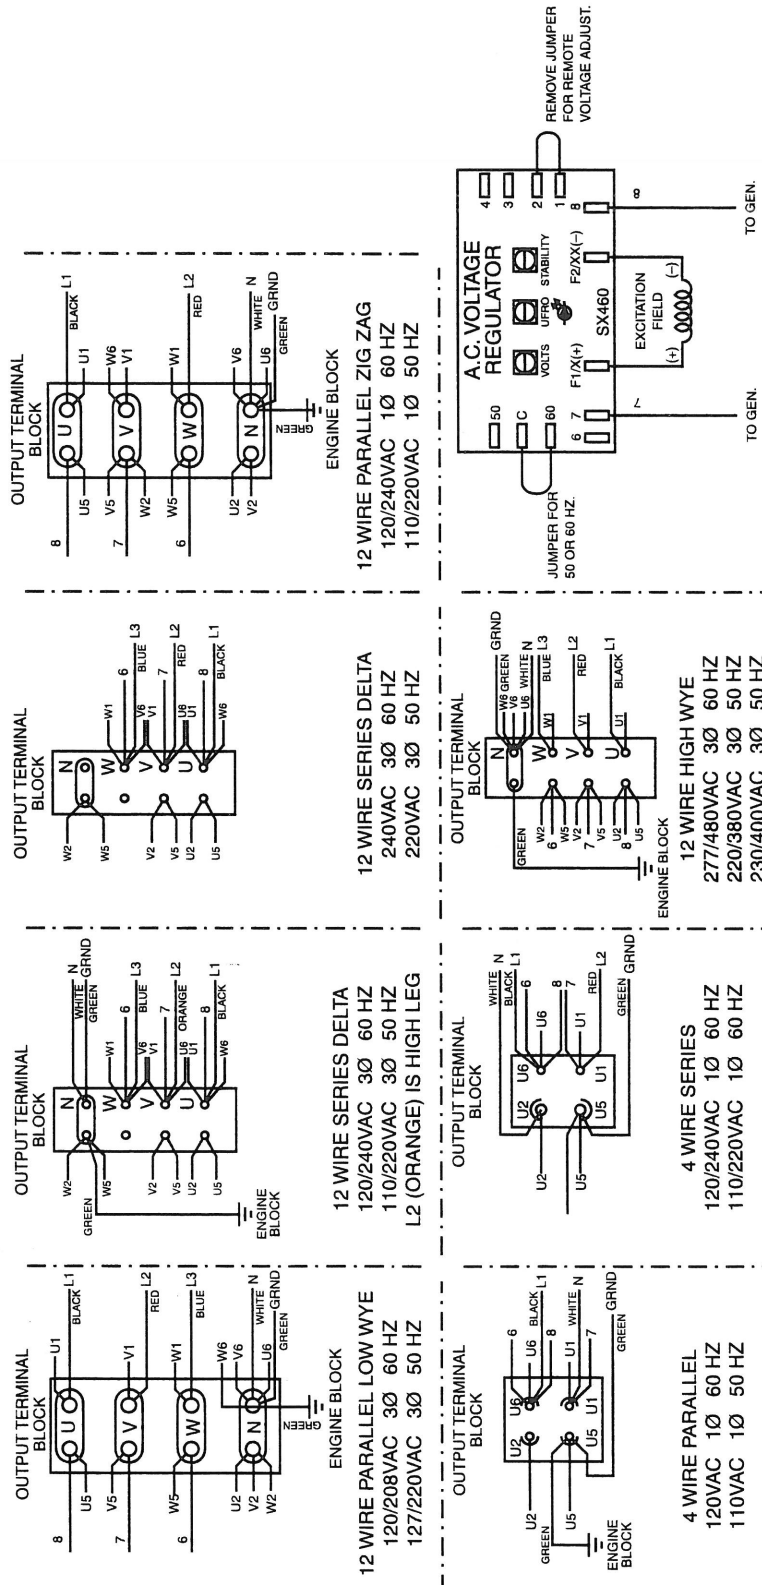 OUTPUT TERMINAL
BLOCK
8
U5
V5
7
W5
6
U2
V2
W2
U
V
W
N
U1
L1
BLACK
V1
L2
RED
W1
L3
BLUE
W6
V6
N
WHITE
U6
GRND
GREEN
GREEN
ENGINE BLOCK
12 WIRE PARALLEL LOW WYE
120/208VAC 3Ø 60 HZ
127/220VAC 3Ø 50 HZ
OUTPUT TERMINAL
BLOCK
W2
W5
GREEN
V2
V5
U2
U5
N
W
V
U
N
WHITE
GRND
GREEN
W1
6
L3
BLUE
V6
V1
7
L2
ORANGE
U6
U1
8
L1
BLACK
W6
ENGINE
BLOCK
12 WIRE SERIES DELTA
120/240VAC 3Ø 60 HZ
110/220VAC 3Ø 50 HZ
L2 (ORANGE) IS HIGH LEG
OUTPUT TERMINAL
BLOCK
W2
W5
V2
V5
U2
U5
N
W
V
U
W1
6
L3
BLUE
V6
V1
7
L2
RED
U6
U1
8
L1
BLACK
W6
12 WIRE SERIES DELTA
240VAC 3Ø 60 HZ
220VAC 3Ø 50 HZ
OUTPUT TERMINAL
BLOCK
8
U5
V5
7
W2
W5
6
U2
V2
U
V
W
N
L1
BLACK
U1
W6
V1
W1
L2
RED
V6
N
WHITE
U6
GRND
GREEN
GREEN
ENGINE BLOCK
12 WIRE PARALLEL ZIG ZAG
120/240VAC 1Ø 60 HZ
110/220VAC 1Ø 50 HZ
OUTPUT TERMINAL
BLOCK
U2
GREEN
U5
U2
U6
U5
U1
6
U6
BLACK
L1
8
U1
WHITE
N
7
GRND
GREEN
ENGINE
BLOCK
4 WIRE PARALLEL
120VAC 1Ø 60 HZ
110VAC 1Ø 50 HZ
OUTPUT TERMINAL
BLOCK
U2
U5
U2
U6
U5
U1
WHITE
N
BLACK
L1
6
U6
8
7
U1
RED
L2
GREEN
GRND
4 WIRE SERIES
120/240VAC 1Ø 60 HZ
110/220VAC 1Ø 60 HZ
OUTPUT TERMINAL
BLOCK
GREEN
W2
6
W5
V2
7
V5
U2
8
U5
N
W
V
U
GRND
W6
GREEN
V6
U6
WHITE
N
W1
BLUE
L3
V1
RED
L2
U1
BLACK
L1
ENGINE BLOCK
12 WIRE HIGH WYE
277/480VAC 3Ø 60 HZ
220/380VAC 3Ø 50 HZ
230/400VAC 3Ø 50 HZ
JUMPER FOR
50 OR 60 HZ.
50
C
60
A.C. VOLTAGE
REGULATOR
VOLTS
UFRO
STABILITY
SX460
4
3
2
1
6
7
F1/X(+)
F2/XX(-)
8
REMOVE JUMPER
FOR REMOTE
VOLTAGE ADJUST.
7
(+)
EXCITATION
FIELD
(-)
8
TO GEN.
TO GEN.